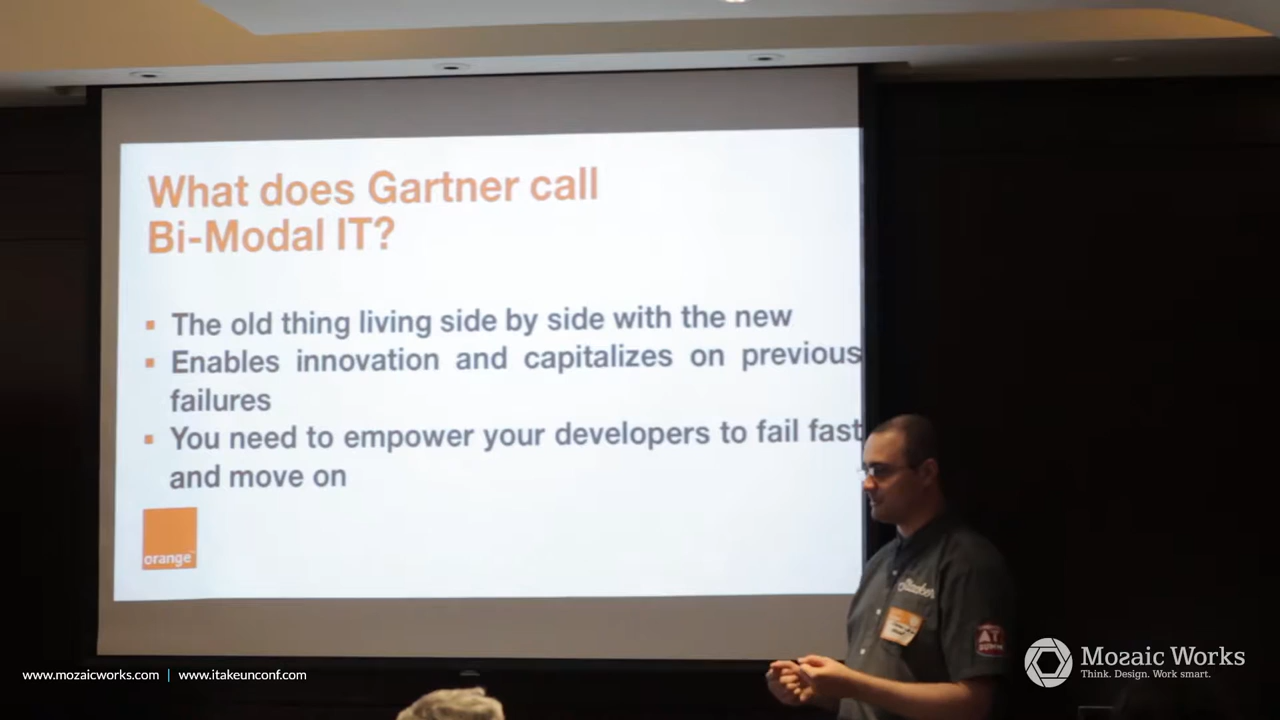 What does Gartner call
Bi-Modal IT?
The old thing living side by side with the new
Enables innovation and capitalizes on previous
failures
You need to empower your developers to fail fast
and move on
orange
www.mozaicworks.com | www.itakeunconf.com
Mozaic Works
Think. Design. Work smart.